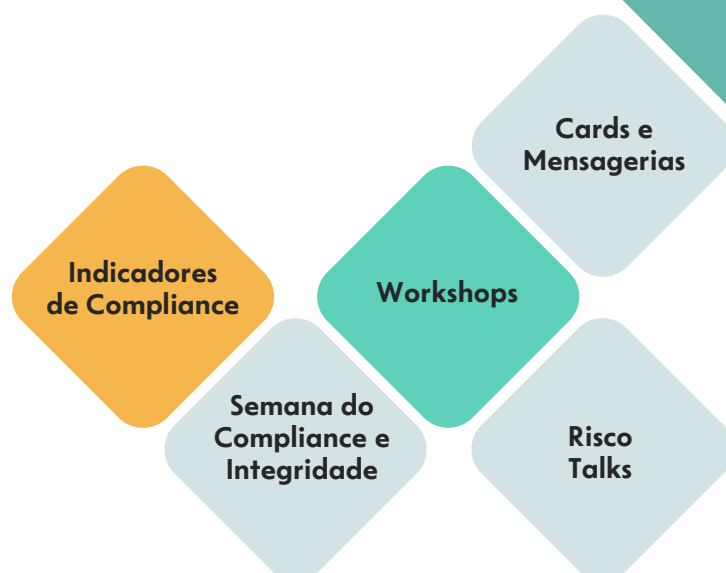 Cards e
Mensagerias
Indicadores
de Compliance
Workshops
Semana do
Compliance e
Integridade
Risco
Talks